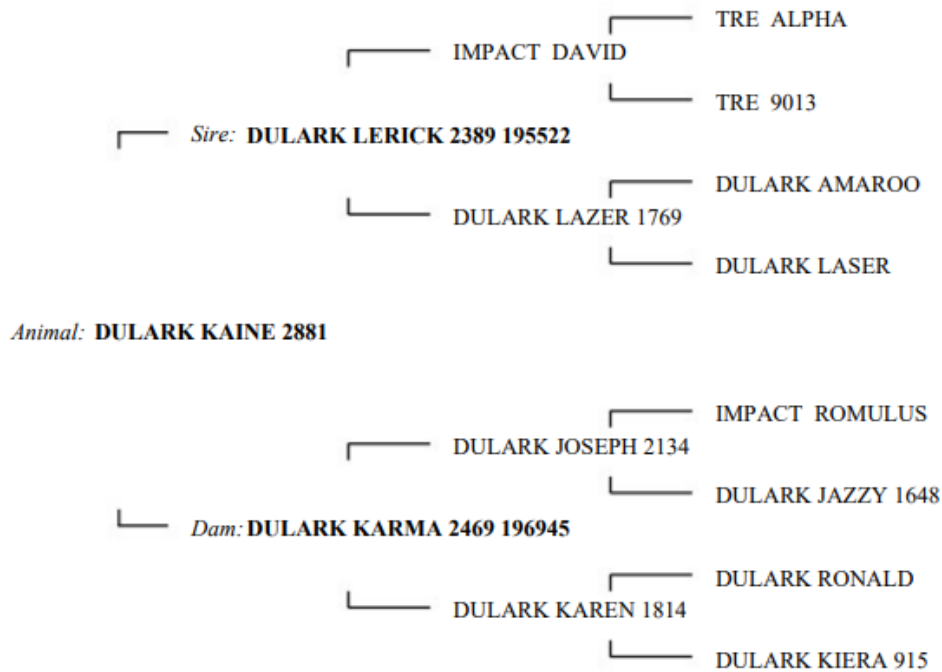 TRE ALPHA
IMPACT DAVID
TRE 9013
Sire: DULARK LERICK 2389 195522
DULARK AMAROO
DULARK LAZER 1769
DULARK LASER
Animal: DULARK KAINE 2881
IMPACT ROMULUS
DULARK JOSEPH 2134
DULARK JAZZY 1648
Dam: DULARK KARMA 2469 196945
DULARK RONALD
DULARK KAREN 1814
DULARK KIERA 915